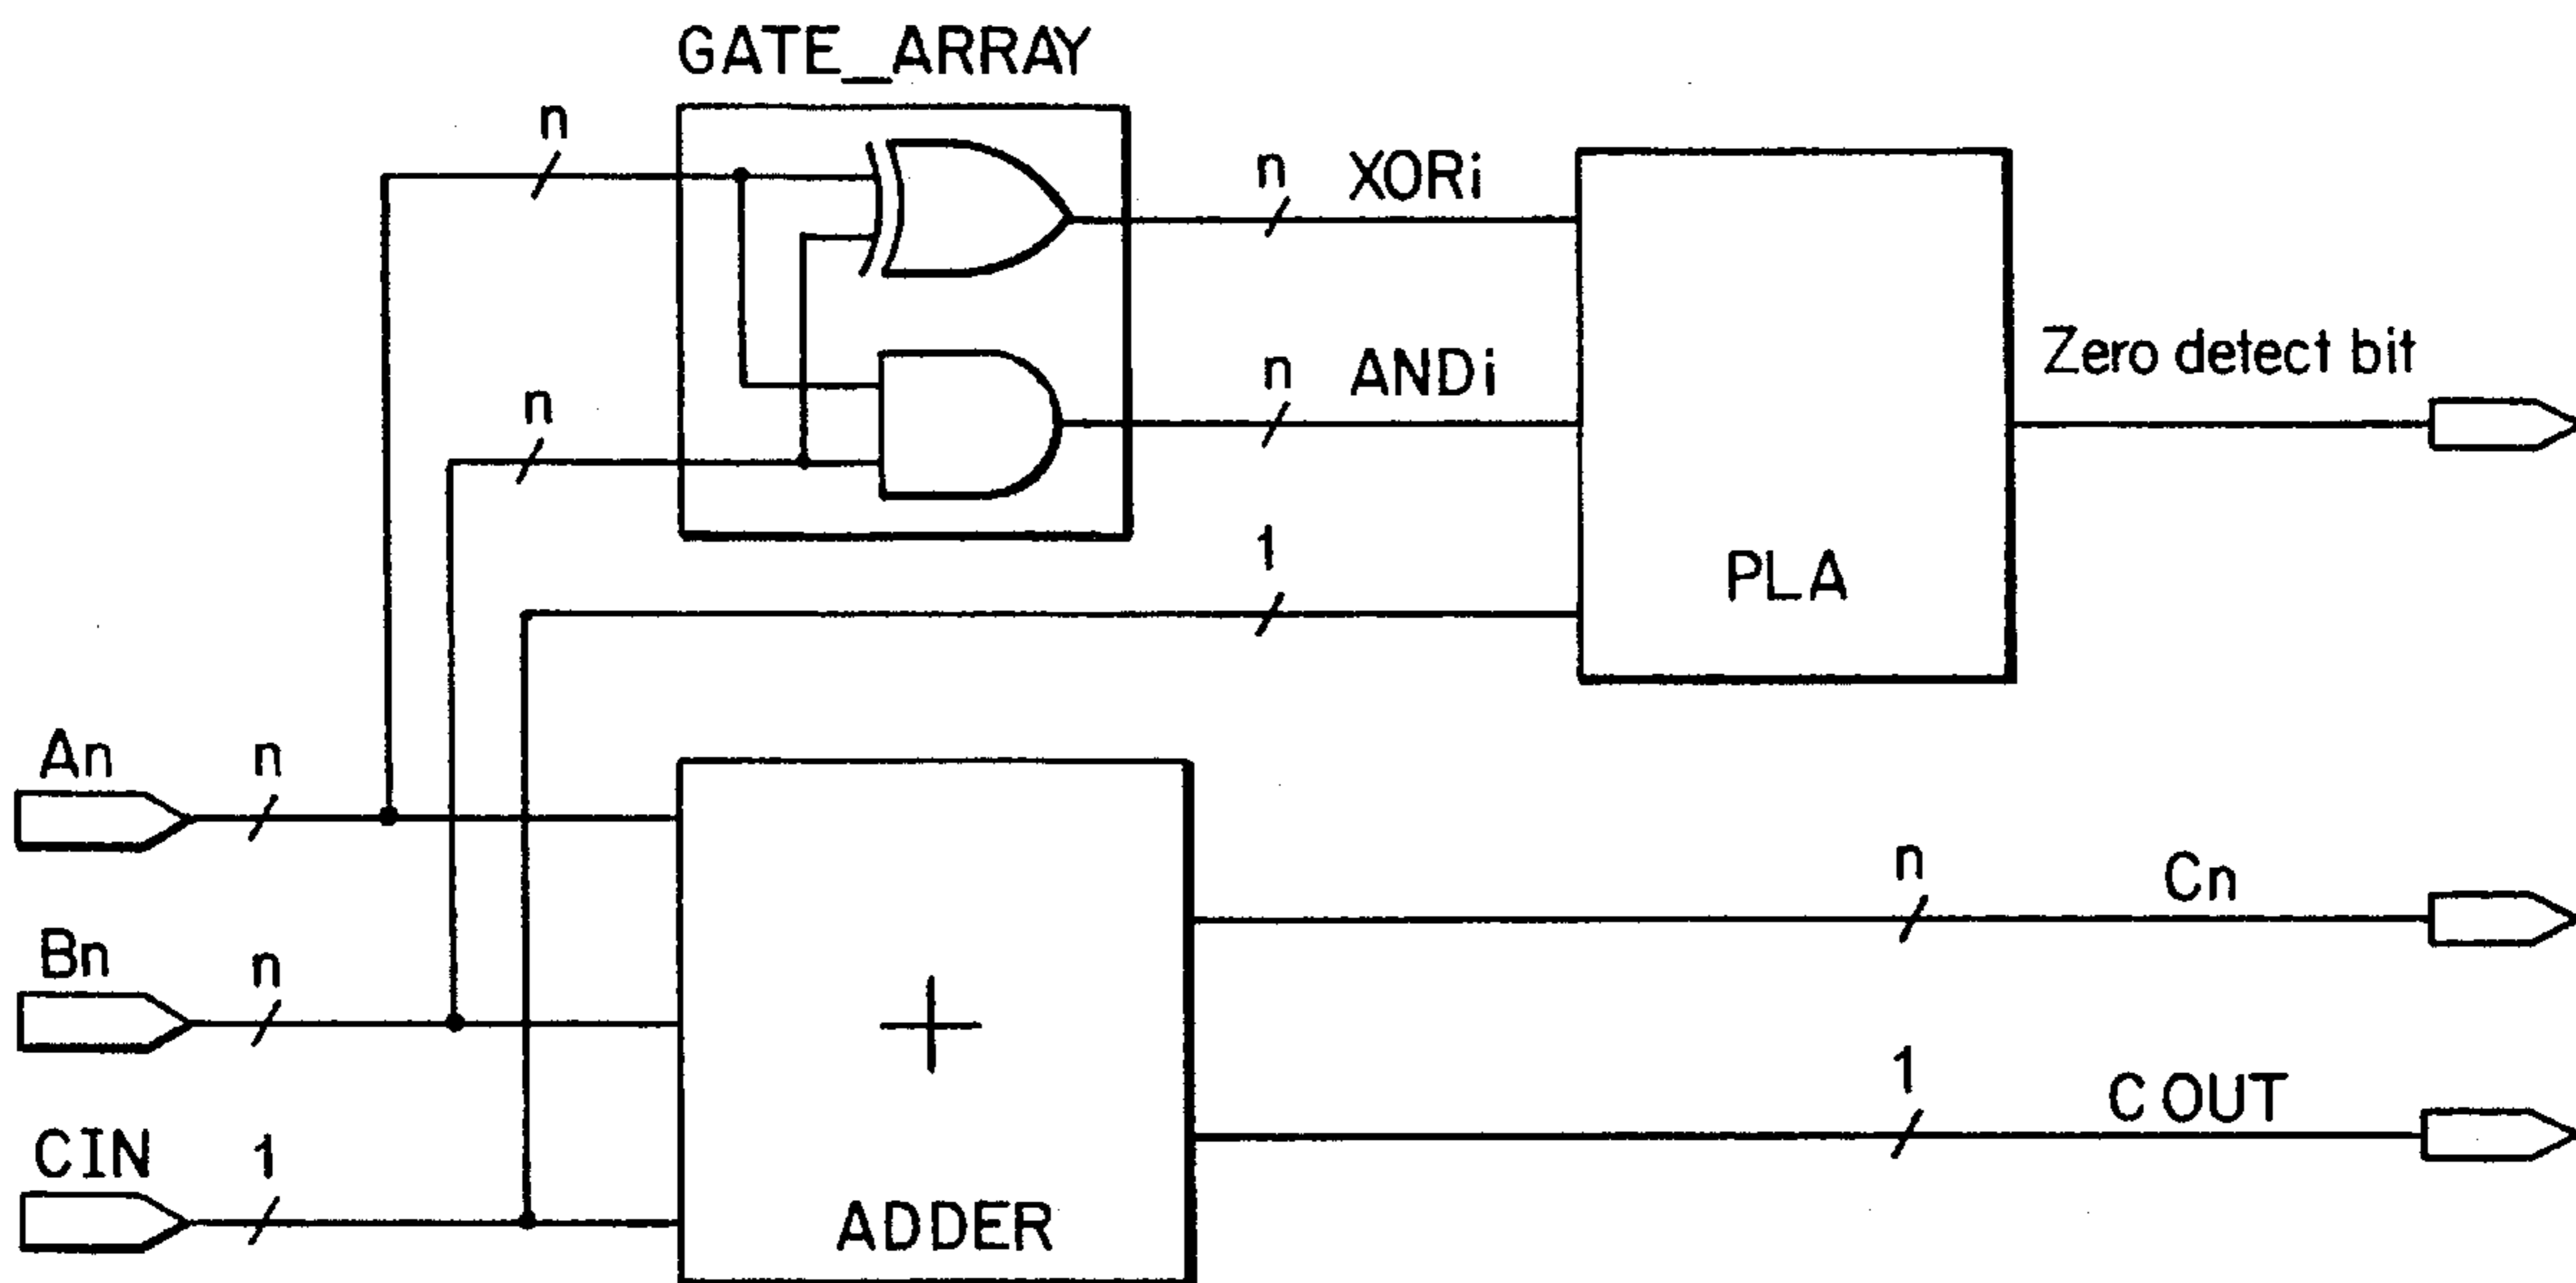 GATE_ARRAY
n
n XORi
n ANDi
Zero detect bit
n
1
PLA
An n
n Cn
Bn n
+
1 C OUT
CIN 1
ADDER